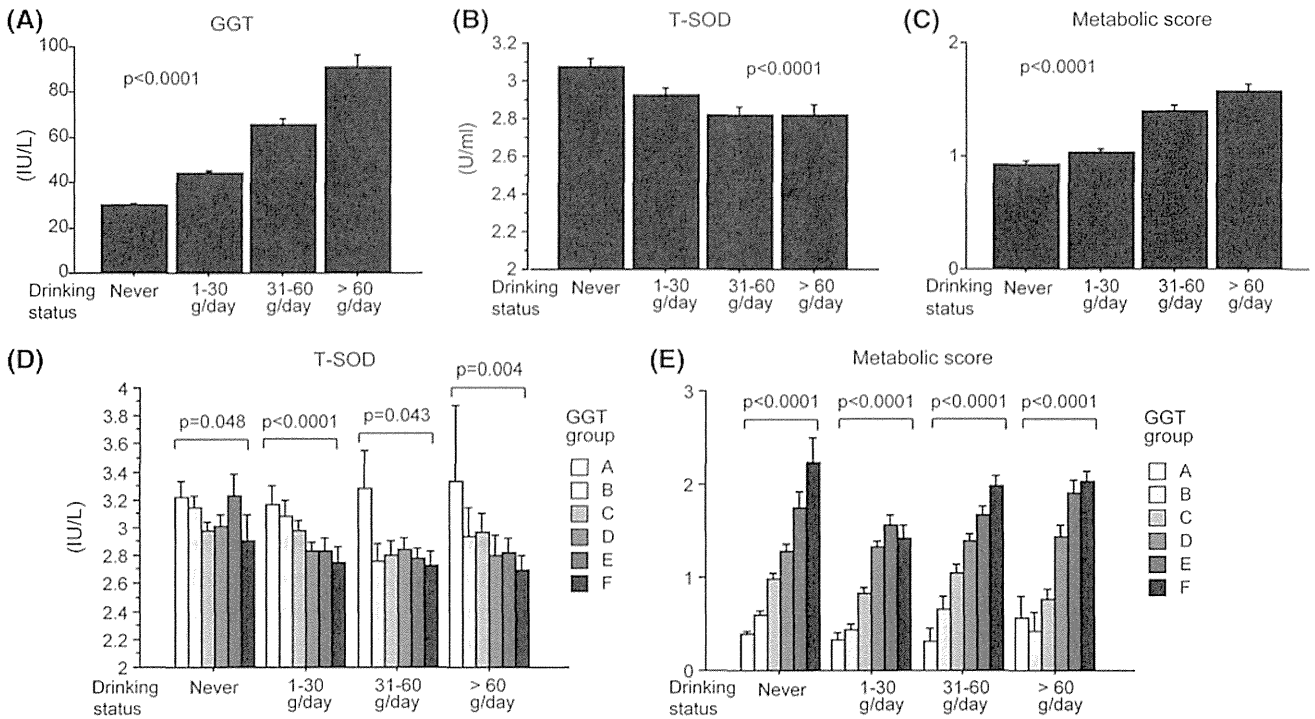 (A)
GGT
100
80
60
40
20
0
(IU/L)
p<0.0001
Drinking status
Never
1-30 g/day
31-60 g/day
> 60 g/day
(B)
T-SOD
3.2
3
2.8
2.6
2.4
2.2
2
(U/ml)
p<0.0001
Drinking status
Never
1-30 g/day
31-60 g/day
> 60 g/day
(C)
Metabolic score
2
1
0
p<0.0001
Drinking status
Never
1-30 g/day
31-60 g/day
> 60 g/day
(D)
T-SOD
4
3.8
3.6
3.4
3.2
3
2.8
2.6
2.4
2.2
2
(IU/L)
p=0.048
p<0.0001
p=0.043
p=0.004
GGT group
A
B
C
D
E
F
Drinking status
Never
1-30 g/day
31-60 g/day
> 60 g/day
(E)
Metabolic score
3
2
1
0
p<0.0001
p<0.0001
p<0.0001
p<0.0001
GGT group
A
B
C
D
E
F
Drinking status
Never
1-30 g/day
31-60 g/day
> 60 g/day